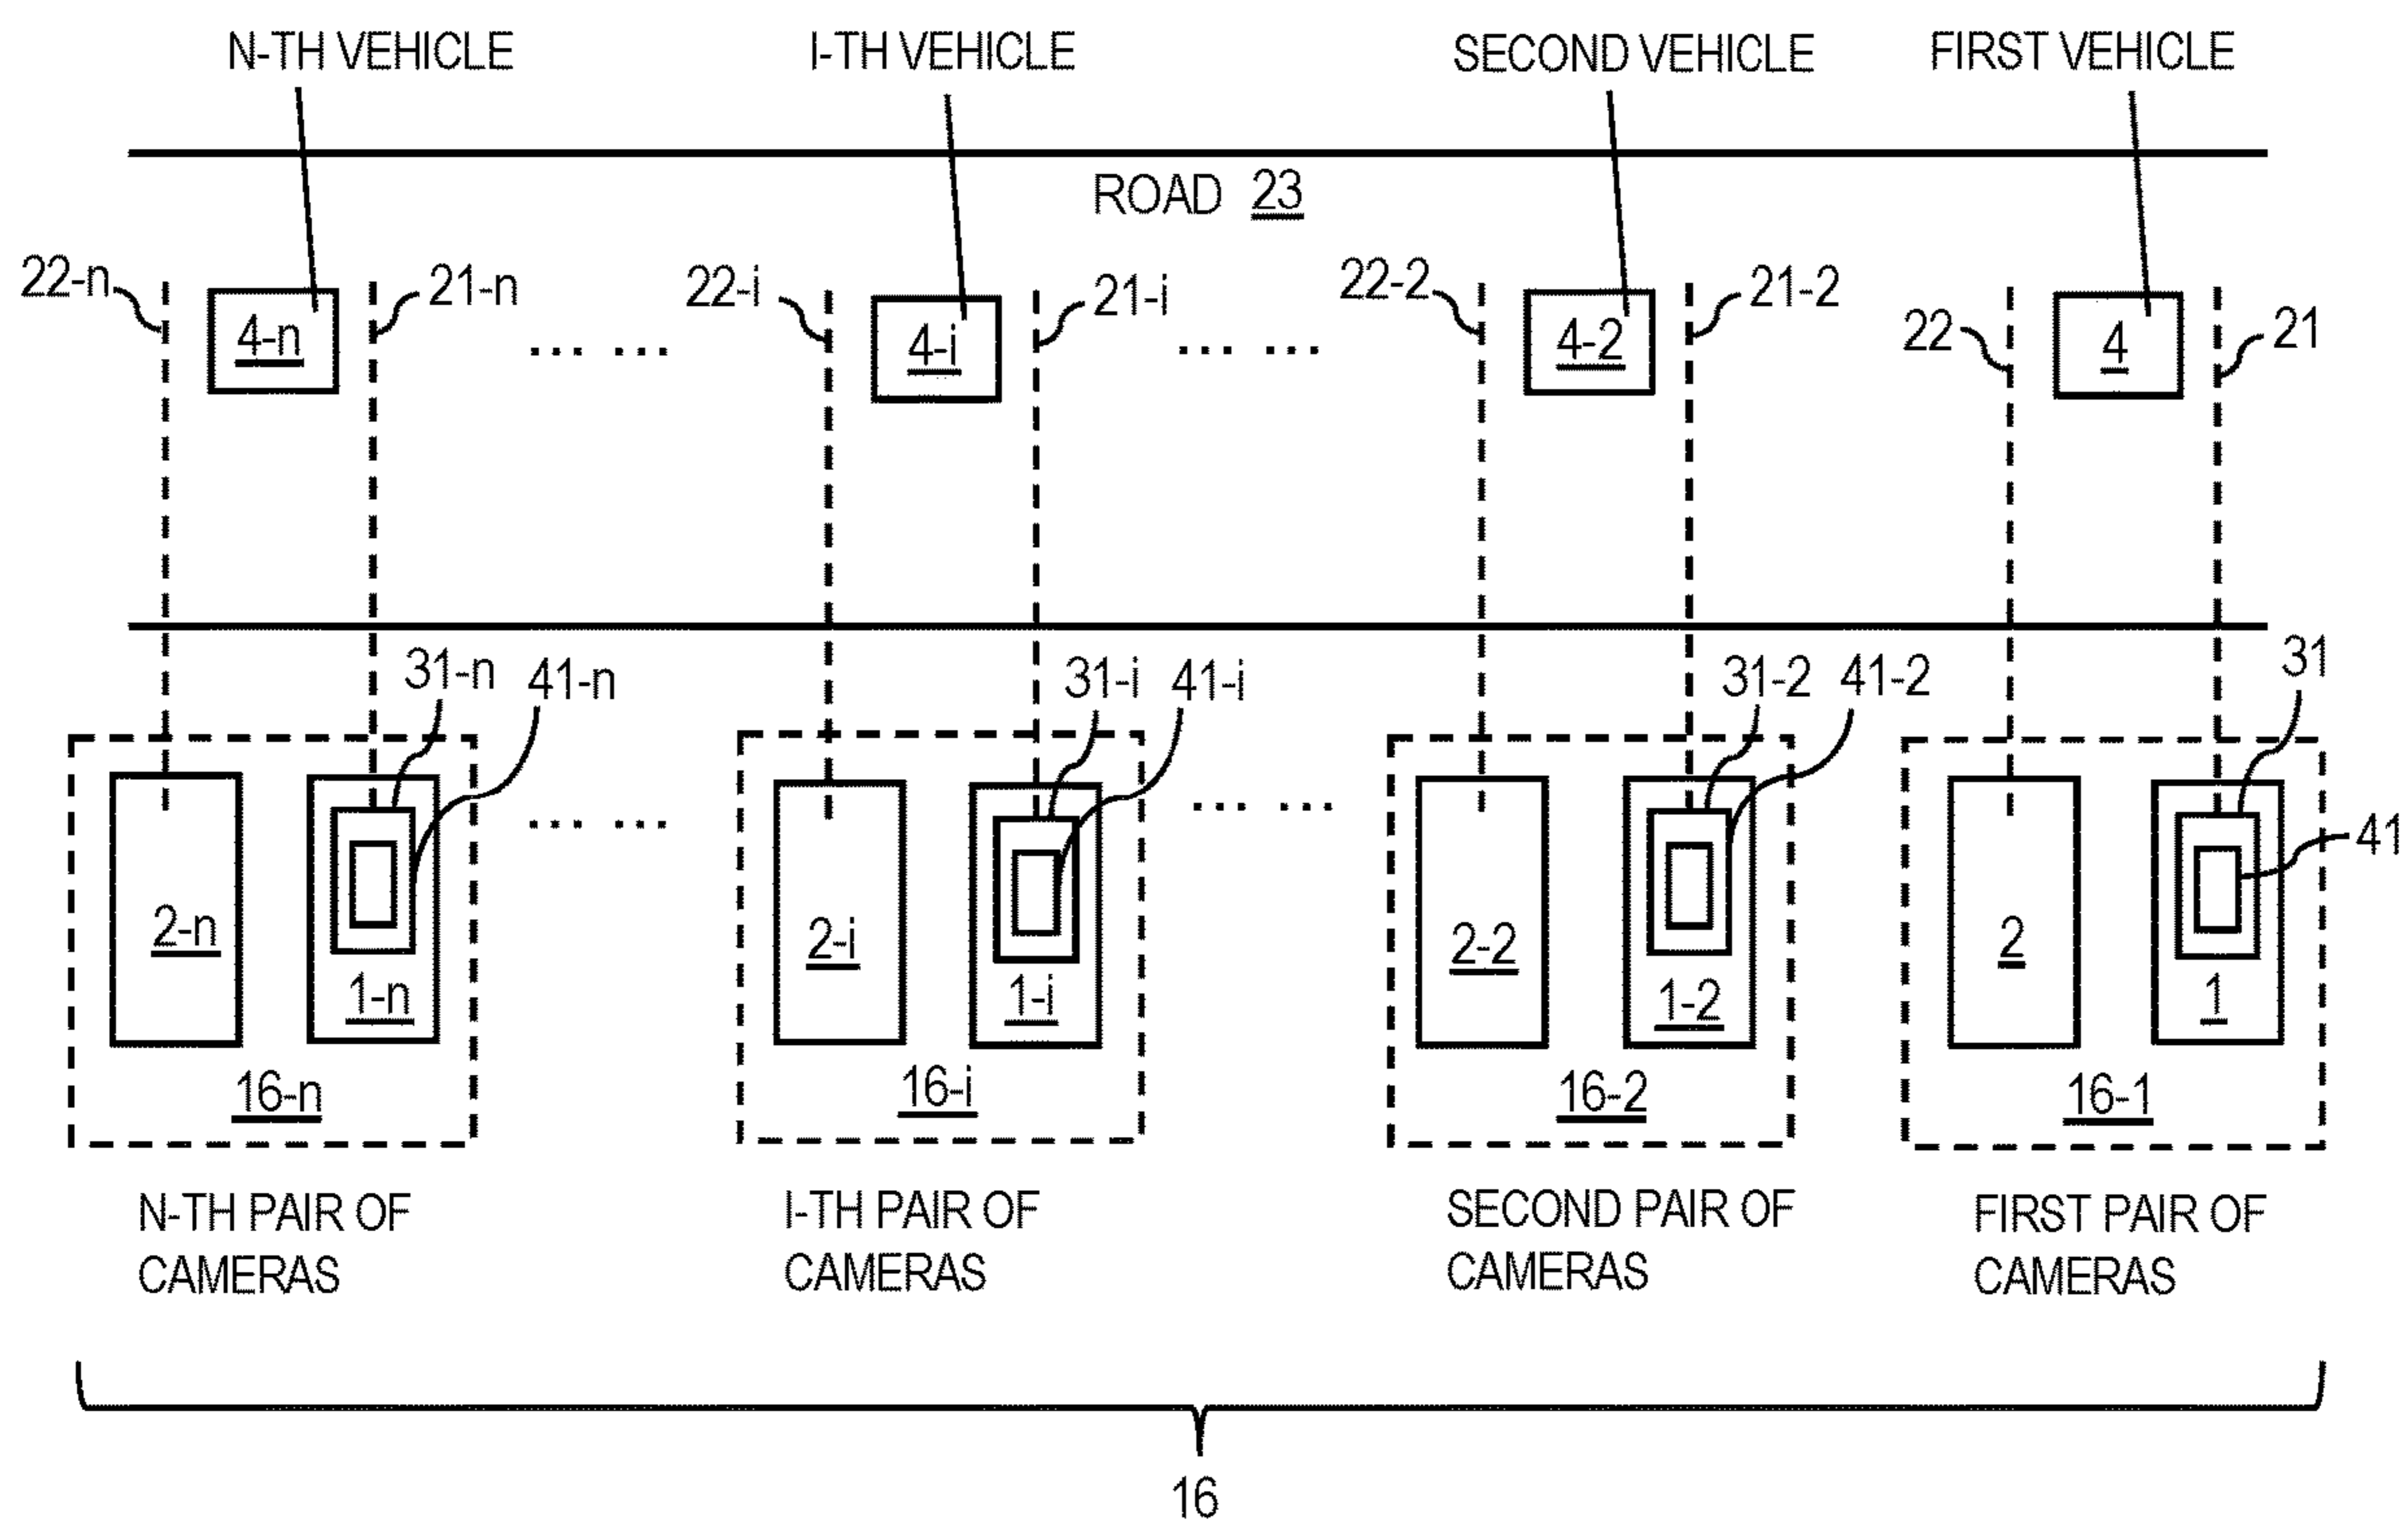 N-TH VEHICLE
I-TH VEHICLE
SECOND VEHICLE
FIRST VEHICLE
ROAD 23
22-n
4-n
21-n
... ...
22-i
4-i
21-i
... ...
22-2
4-2
21-2
22
4
21
31-n
41-n
31-i
41-i
31-2
41-2
31
41
2-n
1-n
16-n
... ...
2-i
1-i
16-i
... ...
2-2
1-2
16-2
2
1
16-1
N-TH PAIR OF
CAMERAS
I-TH PAIR OF
CAMERAS
SECOND PAIR OF
CAMERAS
FIRST PAIR OF
CAMERAS
16